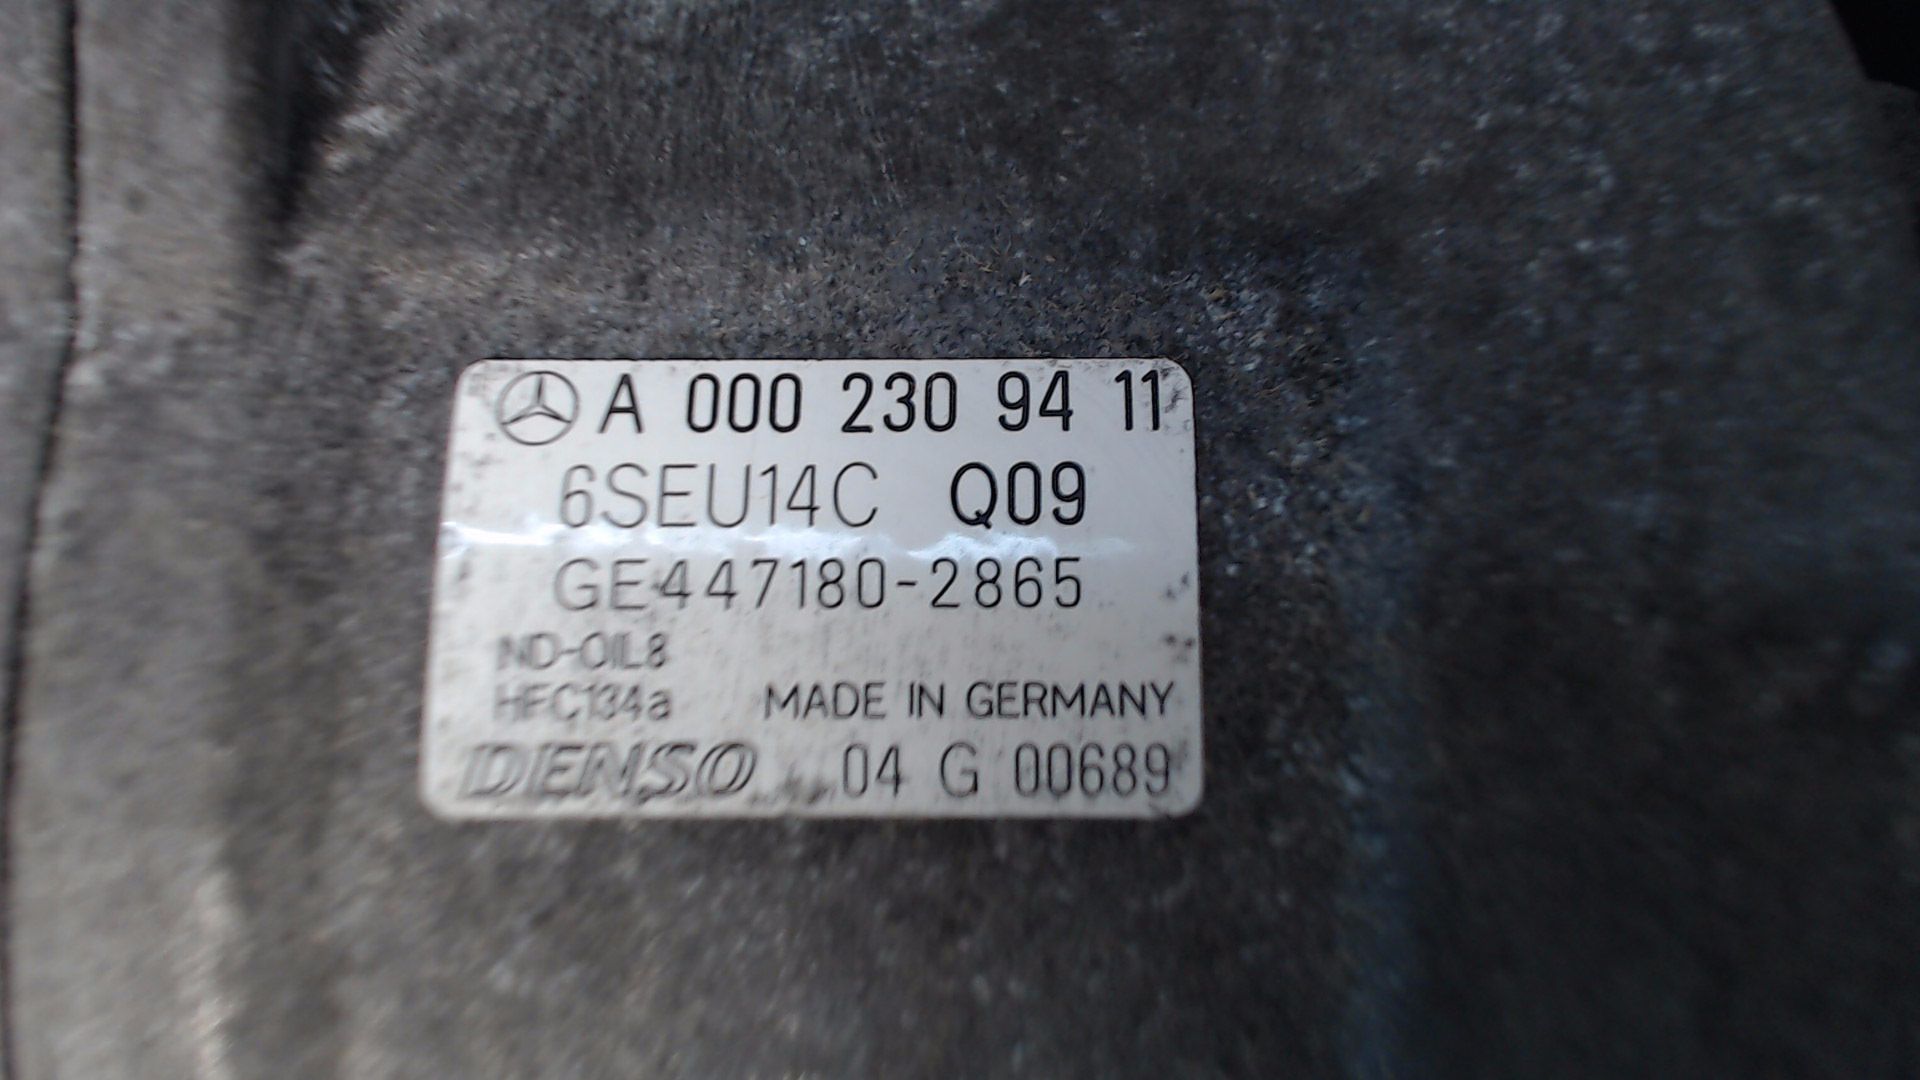 A 000 230 94 11
6SEU14C Q09
GE447180-2865
ND-OIL8
HFC134a MADE IN GERMANY
DENSO 04 G 00689